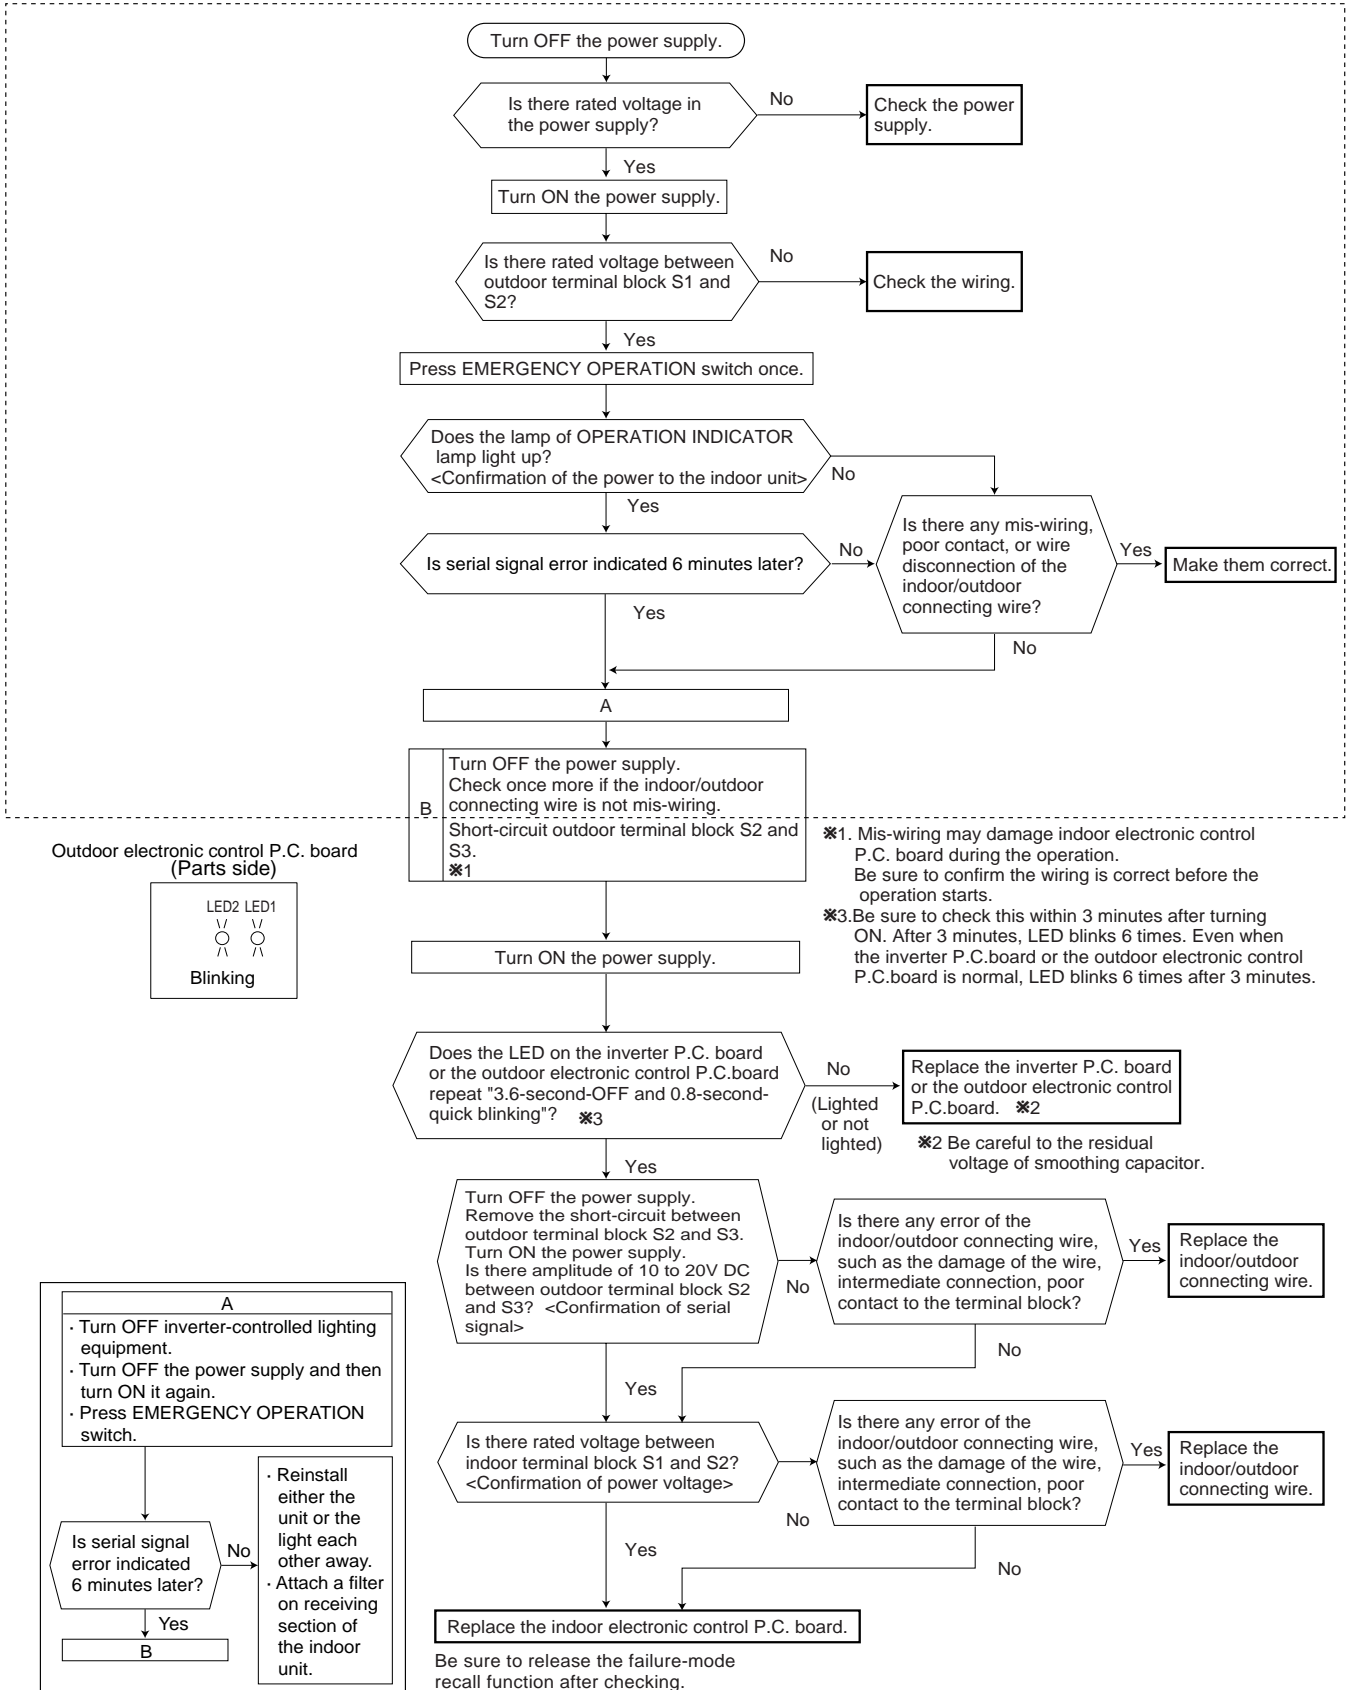 Turn OFF the power supply.
Is there rated voltage in
the power supply?
No
Check the power
supply.
Yes
Turn ON the power supply.
Is there rated voltage between
outdoor terminal block S1 and
S2?
No
Check the wiring.
Yes
Press EMERGENCY OPERATION switch once.
Does the lamp of OPERATION INDICATOR
lamp light up?
<Confirmation of the power to the indoor unit>
No
Yes
Is serial signal error indicated 6 minutes later?
No
Is there any mis-wiring,
poor contact, or wire
disconnection of the
indoor/outdoor
connecting wire?
Yes
Make them correct.
Yes
No
A
B
Turn OFF the power supply.
Check once more if the indoor/outdoor
connecting wire is not mis-wiring.
Short-circuit outdoor terminal block S2 and
S3.
※1
Outdoor electronic control P.C. board
(Parts side)
LED2 LED1
Blinking
※1. Mis-wiring may damage indoor electronic control
P.C. board during the operation.
Be sure to confirm the wiring is correct before the
operation starts.
※3.Be sure to check this within 3 minutes after turning
ON. After 3 minutes, LED blinks 6 times. Even when
the inverter P.C.board or the outdoor electronic control
P.C.board is normal, LED blinks 6 times after 3 minutes.
Turn ON the power supply.
Does the LED on the inverter P.C. board
or the outdoor electronic control P.C.board
repeat "3.6-second-OFF and 0.8-second-
quick blinking"? ※3
No
(Lighted
or not
lighted)
Replace the inverter P.C. board
or the outdoor electronic control
P.C.board. ※2
※2 Be careful to the residual
voltage of smoothing capacitor.
Yes
Turn OFF the power supply.
Remove the short-circuit between
outdoor terminal block S2 and S3.
Turn ON the power supply.
Is there amplitude of 10 to 20V DC
between outdoor terminal block S2
and S3? <Confirmation of serial
signal>
No
Is there any error of the
indoor/outdoor connecting wire,
such as the damage of the wire,
intermediate connection, poor
contact to the terminal block?
Yes
Replace the
indoor/outdoor
connecting wire.
No
Yes
Is there rated voltage between
indoor terminal block S1 and S2?
<Confirmation of power voltage>
No
Is there any error of the
indoor/outdoor connecting wire,
such as the damage of the wire,
intermediate connection, poor
contact to the terminal block?
Yes
Replace the
indoor/outdoor
connecting wire.
Yes
No
Replace the indoor electronic control P.C. board.
Be sure to release the failure-mode
recall function after checking.
A
· Turn OFF inverter-controlled lighting
equipment.
· Turn OFF the power supply and then
turn ON it again.
· Press EMERGENCY OPERATION
switch.
Is serial signal
error indicated
6 minutes later?
No
· Reinstall
either the
unit or the
light each
other away.
· Attach a filter
on receiving
section of
the indoor
unit.
Yes
B